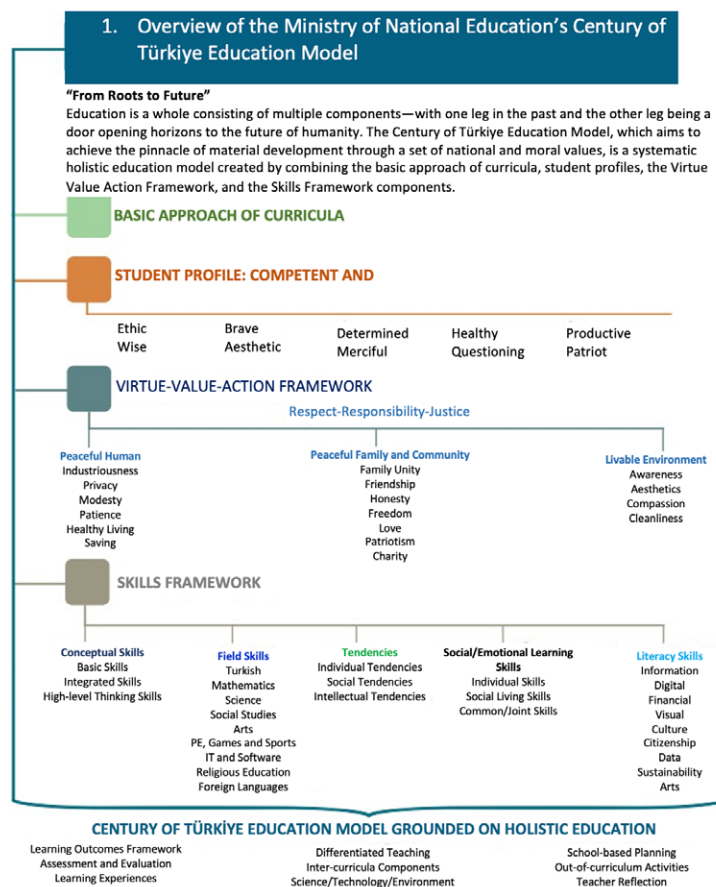 1. Overview of the Ministry of National Education's Century of
Türkiye Education Model
“From Roots to Future”
Education is a whole consisting of multiple components—with one leg in the past and the other leg being a
door opening horizons to the future of humanity. The Century of Türkiye Education Model, which aims to
achieve the pinnacle of material development through a set of national and moral values, is a systematic
holistic education model created by combining the basic approach of curricula, student profiles, the Virtue
Value Action Framework, and the Skills Framework components.
BASIC APPROACH OF CURRICULA
STUDENT PROFILE: COMPETENT AND
Ethic
Wise
Brave
Aesthetic
Determined
Merciful
Healthy
Questioning
Productive
Patriot
VIRTUE-VALUE-ACTION FRAMEWORK
Respect-Responsibility-Justice
Peaceful Human
Industriousness
Privacy
Modesty
Patience
Healthy Living
Saving
Peaceful Family and Community
Family Unity
Friendship
Honesty
Freedom
Love
Patriotism
Charity
Livable Environment
Awareness
Aesthetics
Compassion
Cleanliness
SKILLS FRAMEWORK
Conceptual Skills
Basic Skills
Integrated Skills
High-level Thinking Skills
Field Skills
Turkish
Mathematics
Science
Social Studies
Arts
PE, Games and Sports
IT and Software
Religious Education
Foreign Languages
Tendencies
Individual Tendencies
Social Tendencies
Intellectual Tendencies
Social/Emotional Learning
Skills
Individual Skills
Social Living Skills
Common/Joint Skills
Literacy Skills
Information
Digital
Financial
Visual
Culture
Citizenship
Data
Sustainability
Arts
CENTURY OF TÜRKİYE EDUCATION MODEL GROUNDED ON HOLISTIC EDUCATION
Learning Outcomes Framework
Assessment and Evaluation
Learning Experiences
Differentiated Teaching
Inter-curricula Components
Science/Technology/Environment
School-based Planning
Out-of-curriculum Activities
Teacher Reflection